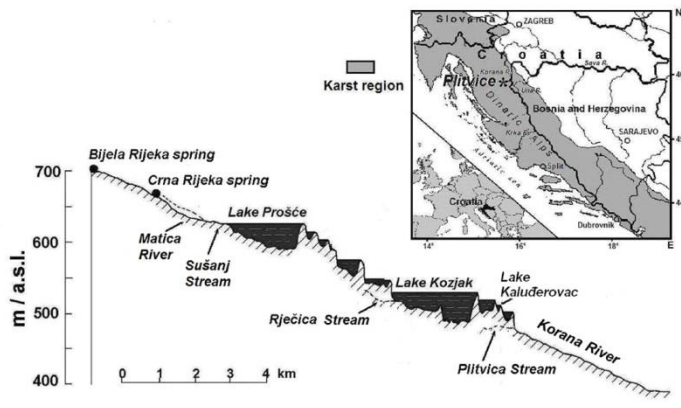 Slovenia
ZAGREB
Croatia
Sava R.
Korana R.
Plitvice
Una R.
Karst region
Dinaric Alps
Bosnia and Herzegovina
Krka R.
SARAJEVO
Adriatic sea
Split
Croatia
Dubrovnik
14° 16° 18° E
700
Bijela Rijeka spring
Crna Rijeka spring
Lake Prošće
Matica
River
Sušanj
Stream
600
m / a.s.l.
Lake Kozjak
Lake
Kaluđerovac
500
Rječica Stream
Korana River
Plitvica Stream
400
0 1 2 3 4 km